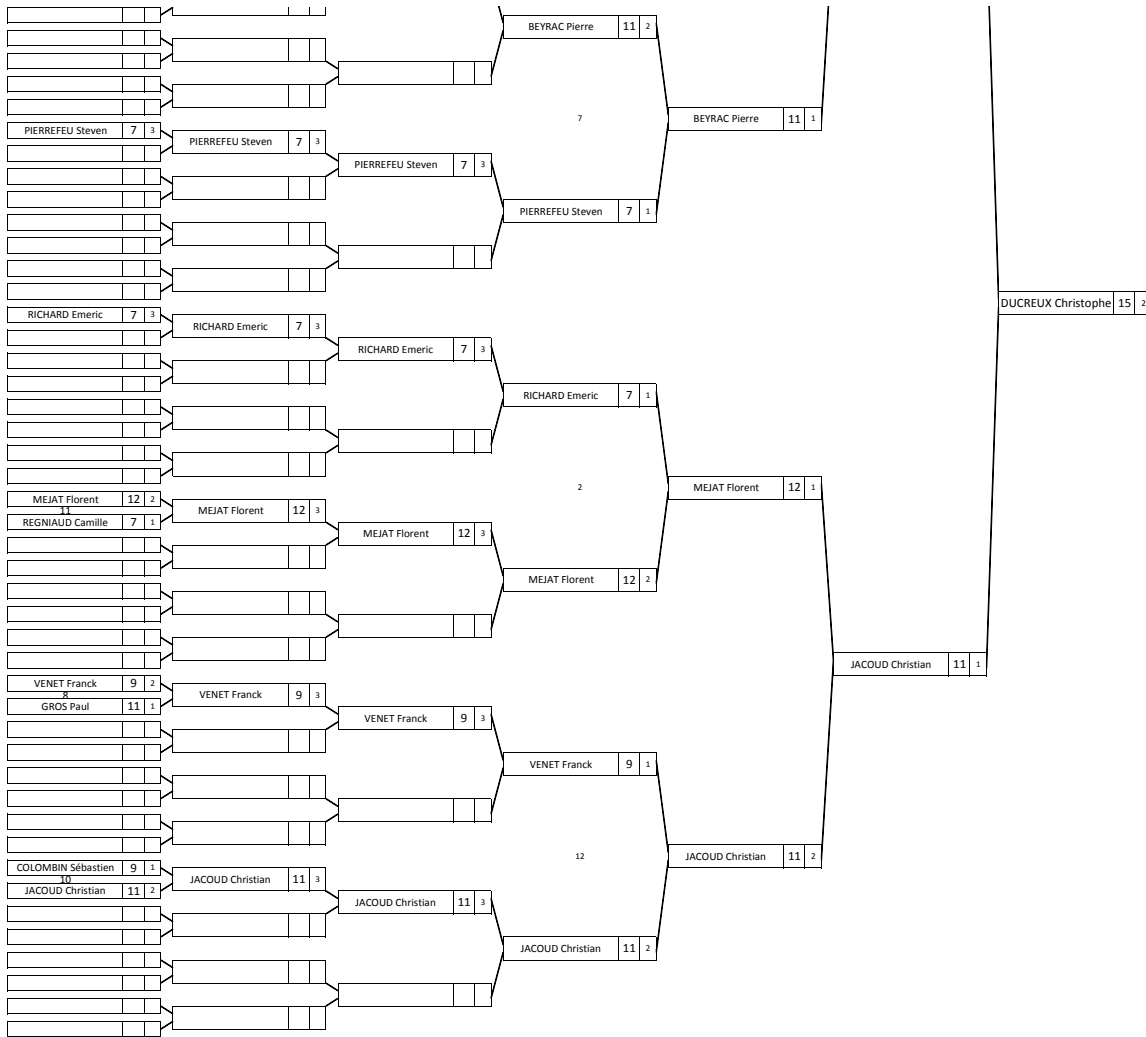 BEYRAC Pierre 11 2
7
BEYRAC Pierre 11 1
PIERREFEU Steven 7 3
PIERREFEU Steven 7 3
PIERREFEU Steven 7 3
PIERREFEU Steven 7 1
DUCREUX Christophe 15 2
RICHARD Emeric 7 3
RICHARD Emeric 7 3
RICHARD Emeric 7 3
RICHARD Emeric 7 1
2
MEJAT Florent 12 1
MEJAT Florent 12 2
11
REGNIAUD Camille 7 1
MEJAT Florent 12 3
MEJAT Florent 12 3
MEJAT Florent 12 2
JACOUD Christian 11 1
VENET Franck 9 2
8
GROS Paul 11 1
VENET Franck 9 3
VENET Franck 9 3
VENET Franck 9 1
12
JACOUD Christian 11 2
COLOMBIN Sébastien 9 1
10
JACOUD Christian 11 2
JACOUD Christian 11 3
JACOUD Christian 11 3
JACOUD Christian 11 2